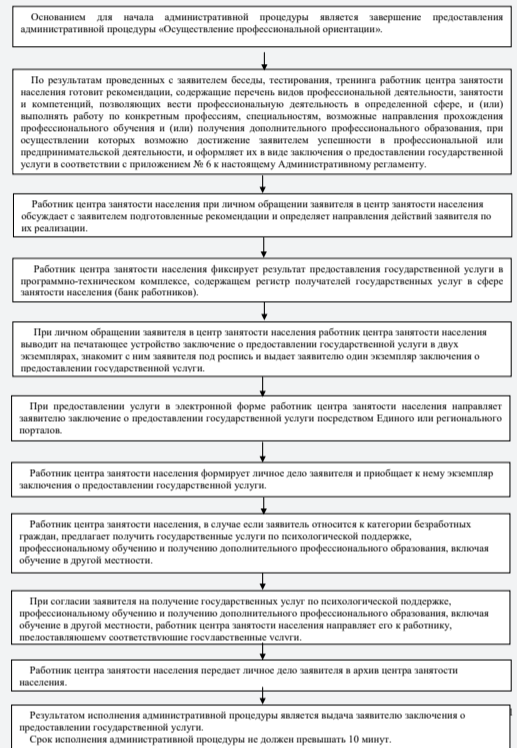 Основанием для начала административной процедуры является завершение предоставления
административной процедуры «Осуществление профессиональной ориентации».
По результатам проведенных с заявителем беседы, тестирования, тренинга работник центра занятости
населения готовит рекомендации, содержащие перечень видов профессиональной деятельности, занятости
и компетенций, позволяющих вести профессиональную деятельность в определенной сфере, и (или)
выполнять работу по конкретным профессиям, специальностям, возможные направления прохождения
профессионального обучения и (или) получения дополнительного профессионального образования, при
осуществлении которых возможно достижение заявителем успешности в профессиональной или
предпринимательской деятельности, и оформляет их в виде заключения о предоставлении государственной
услуги в соответствии с приложением № 6 к настоящему Административному регламенту.
Работник центра занятости населения при личном обращении заявителя в центр занятости населения
обсуждает с заявителем подготовленные рекомендации и определяет направления действий заявителя по
их реализации.
Работник центра занятости населения фиксирует результат предоставления государственной услуги в
программно-техническом комплексе, содержащем регистр получателей государственных услуг в сфере
занятости населения (банк работников).
При личном обращении заявителя в центр занятости населения работник центра занятости населения
выводит на печатающее устройство заключение о предоставлении государственной услуги в двух
экземплярах, знакомит с ним заявителя под роспись и выдает заявителю один экземпляр заключения о
предоставлении государственной услуги.
При предоставлении услуги в электронной форме работник центра занятости населения направляет
заявителю заключение о предоставлении государственной услуги посредством Единого или регионального
порталов.
Работник центра занятости населения формирует личное дело заявителя и приобщает к нему экземпляр
заключения о предоставлении государственной услуги.
Работник центра занятости населения, в случае если заявитель относится к категории безработных
граждан, предлагает получить государственные услуги по психологической поддержке,
профессиональному обучению и получению дополнительного профессионального образования, включая
обучение в другой местности.
При согласии заявителя на получение государственных услуг по психологической поддержке,
профессиональному обучению и получению дополнительного профессионального образования, включая
обучение в другой местности, работник центра занятости населения направляет его к работнику,
предоставляющему соответствующие государственные услуги.
Работник центра занятости населения передает личное дело заявителя в архив центра занятости
населения.
Результатом исполнения административной процедуры является выдача заявителю заключения о
предоставлении государственной услуги.
Срок исполнения административной процедуры не должен превышать 10 минут.